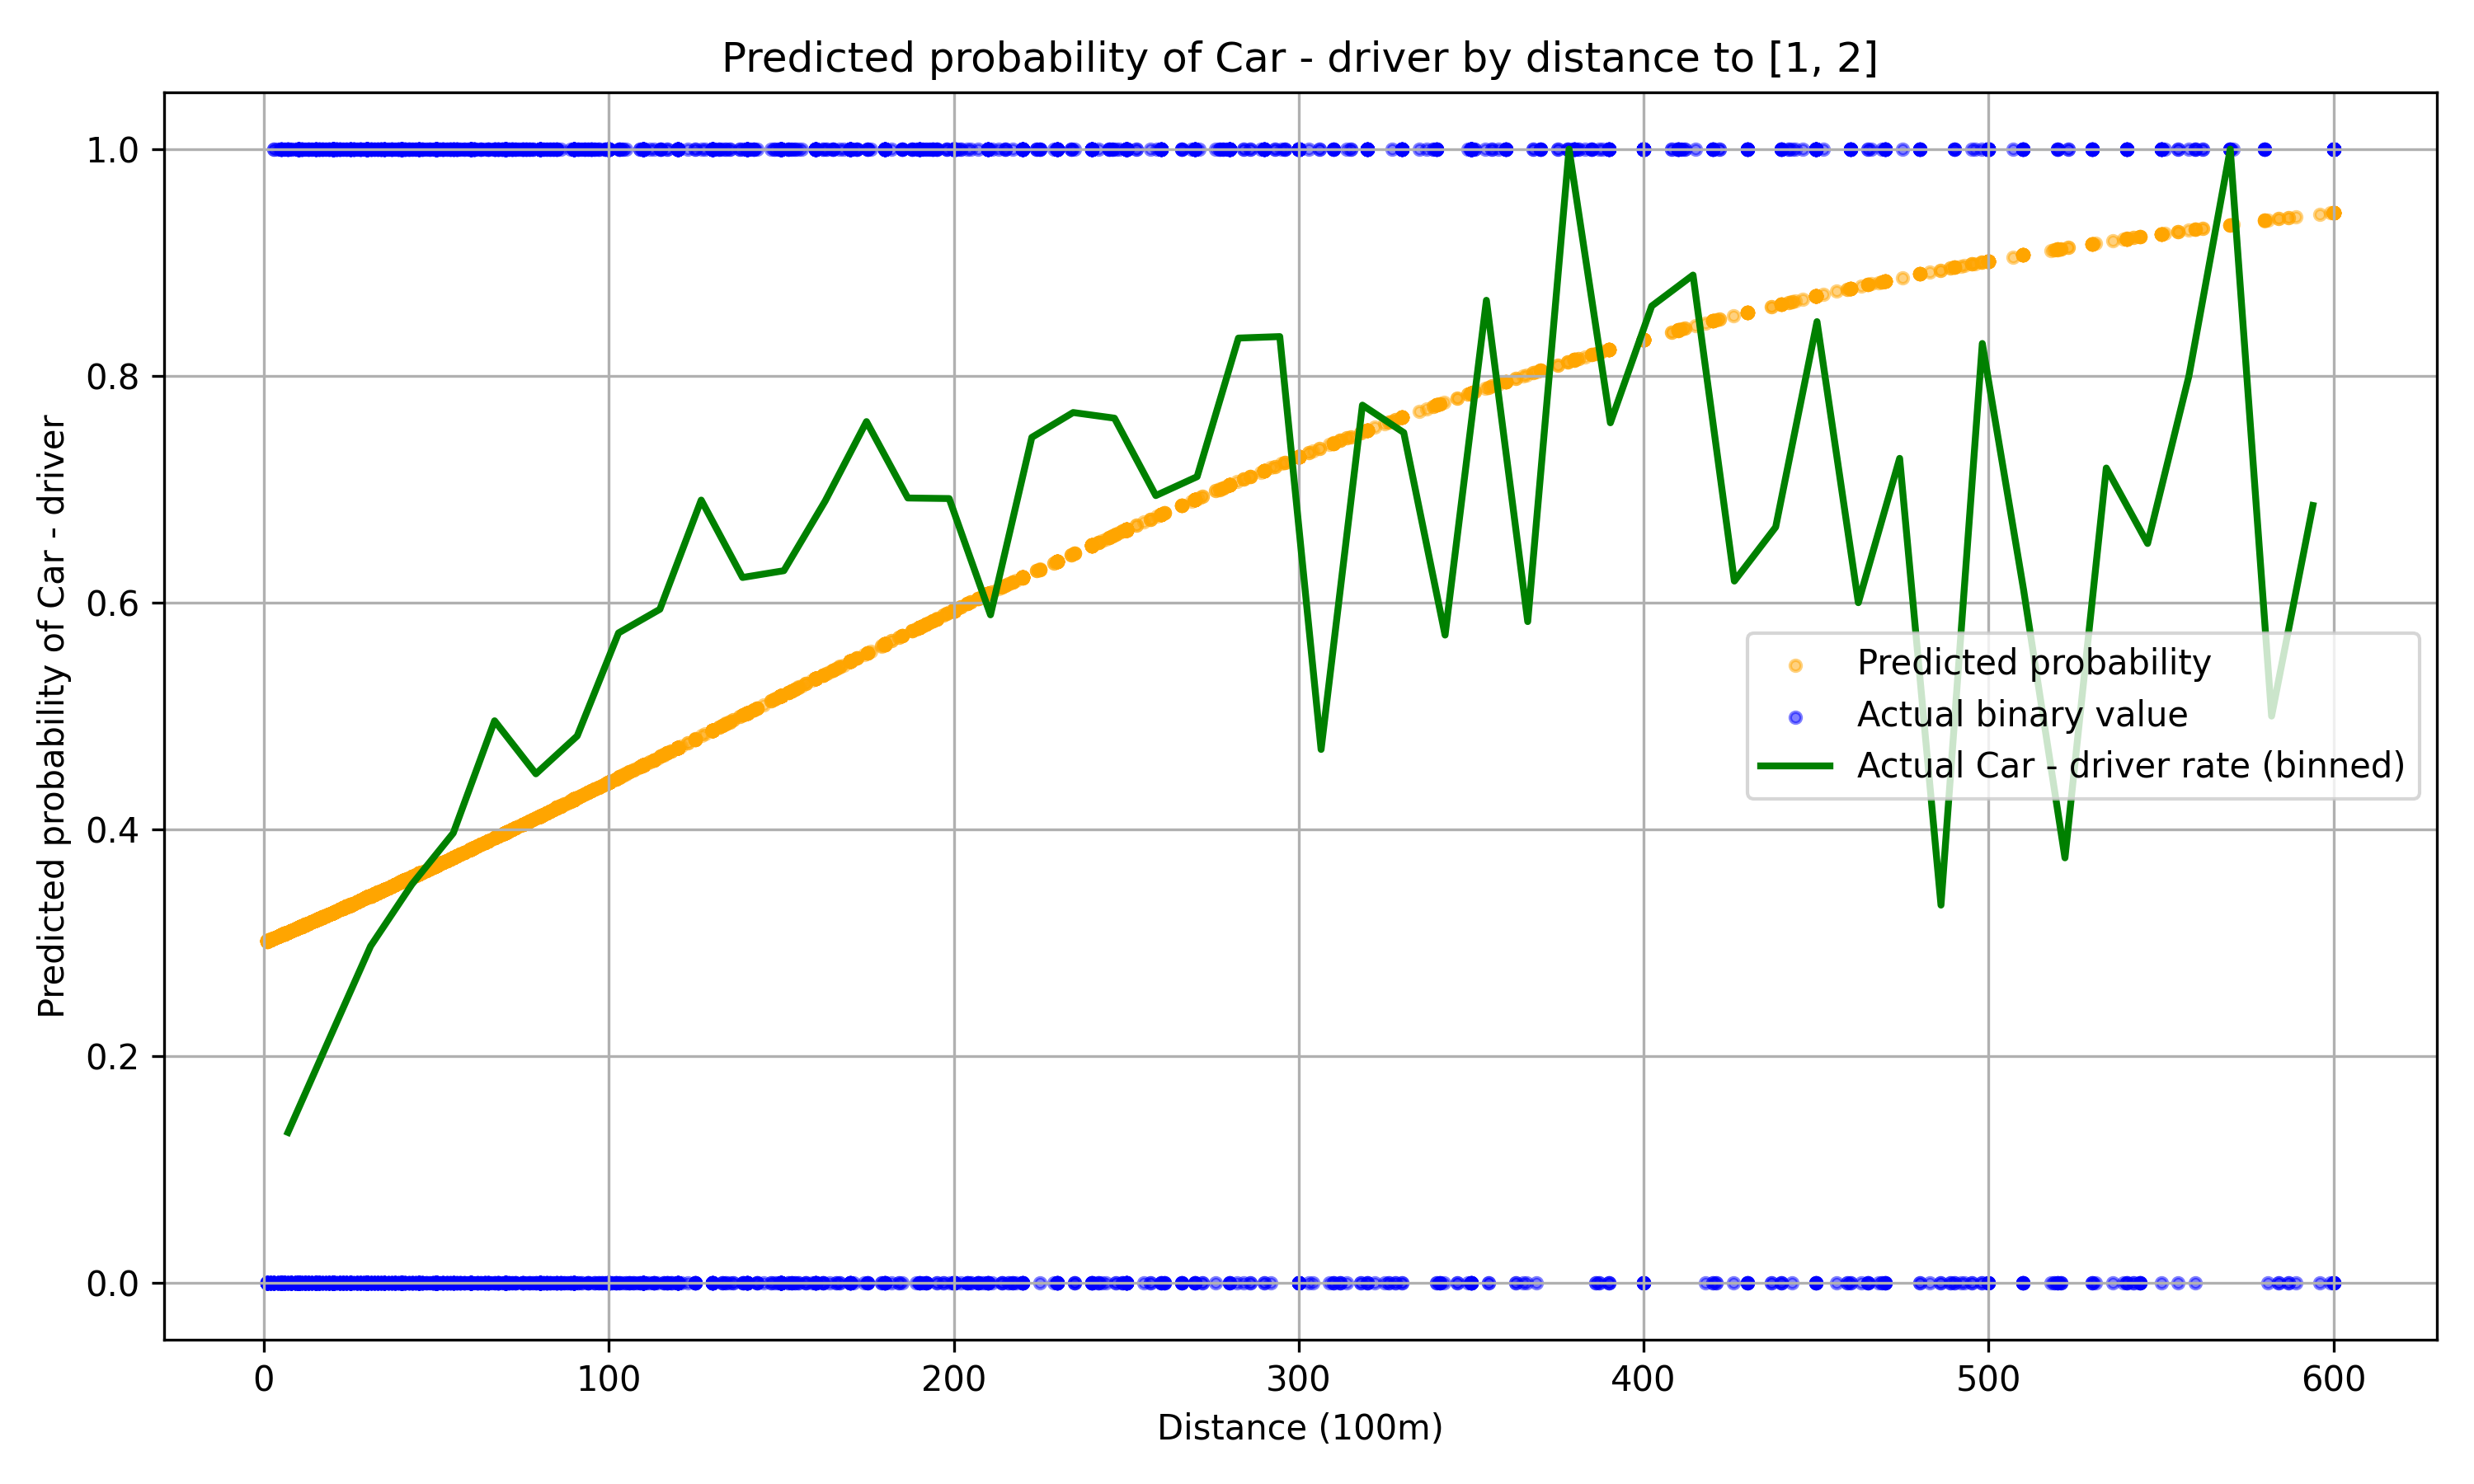 Predicted probability of Car - driver by distance to [1, 2]
Predicted probability of Car - driver
1.0
0.8
0.6
0.4
0.2
0.0
Predicted probability
Actual binary value
Actual Car - driver rate (binned)
0 100 200 300 400 500 600
Distance (100m)